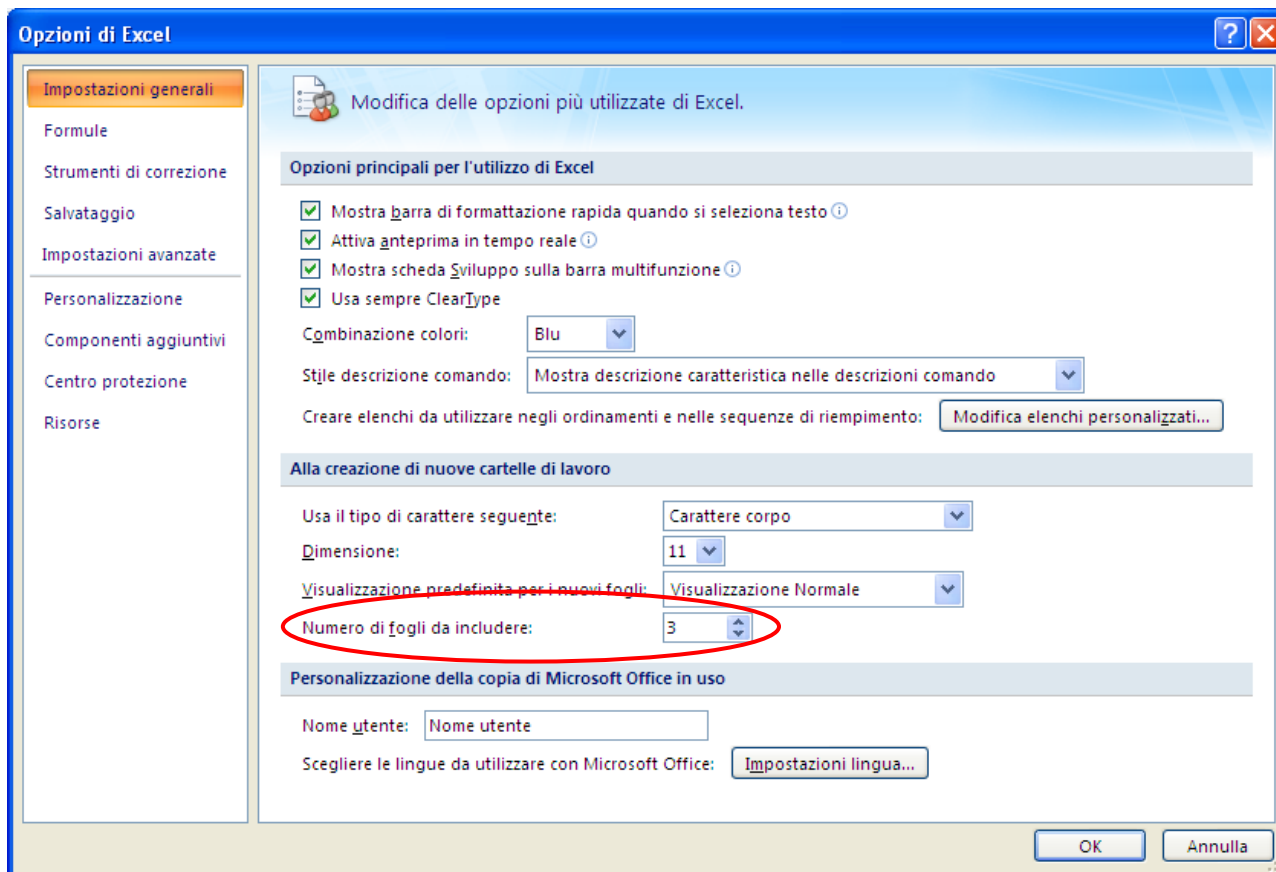 Opzioni di Excel
Impostazioni generali
Formule
Strumenti di correzione
Salvataggio
Impostazioni avanzate
Personalizzazione
Componenti aggiuntivi
Centro protezione
Risorse
Modifica delle opzioni più utilizzate di Excel.
Opzioni principali per l'utilizzo di Excel
Mostra barra di formattazione rapida quando si seleziona testo
Attiva anteprima in tempo reale
Mostra scheda Sviluppo sulla barra multifunzione
Usa sempre ClearType
Combinazione colori: Blu
Stile descrizione comando: Mostra descrizione caratteristica nelle descrizioni comando
Creare elenchi da utilizzare negli ordinamenti e nelle sequenze di riempimento: Modifica elenchi personalizzati...
Alla creazione di nuove cartelle di lavoro
Usa il tipo di carattere seguente: Carattere corpo
Dimensione: 11
Visualizzazione predefinita per i nuovi fogli: Visualizzazione Normale
Numero di fogli da includere: 3
Personalizzazione della copia di Microsoft Office in uso
Nome utente: Nome utente
Scegliere le lingue da utilizzare con Microsoft Office: Impostazioni lingua...
OK Annulla